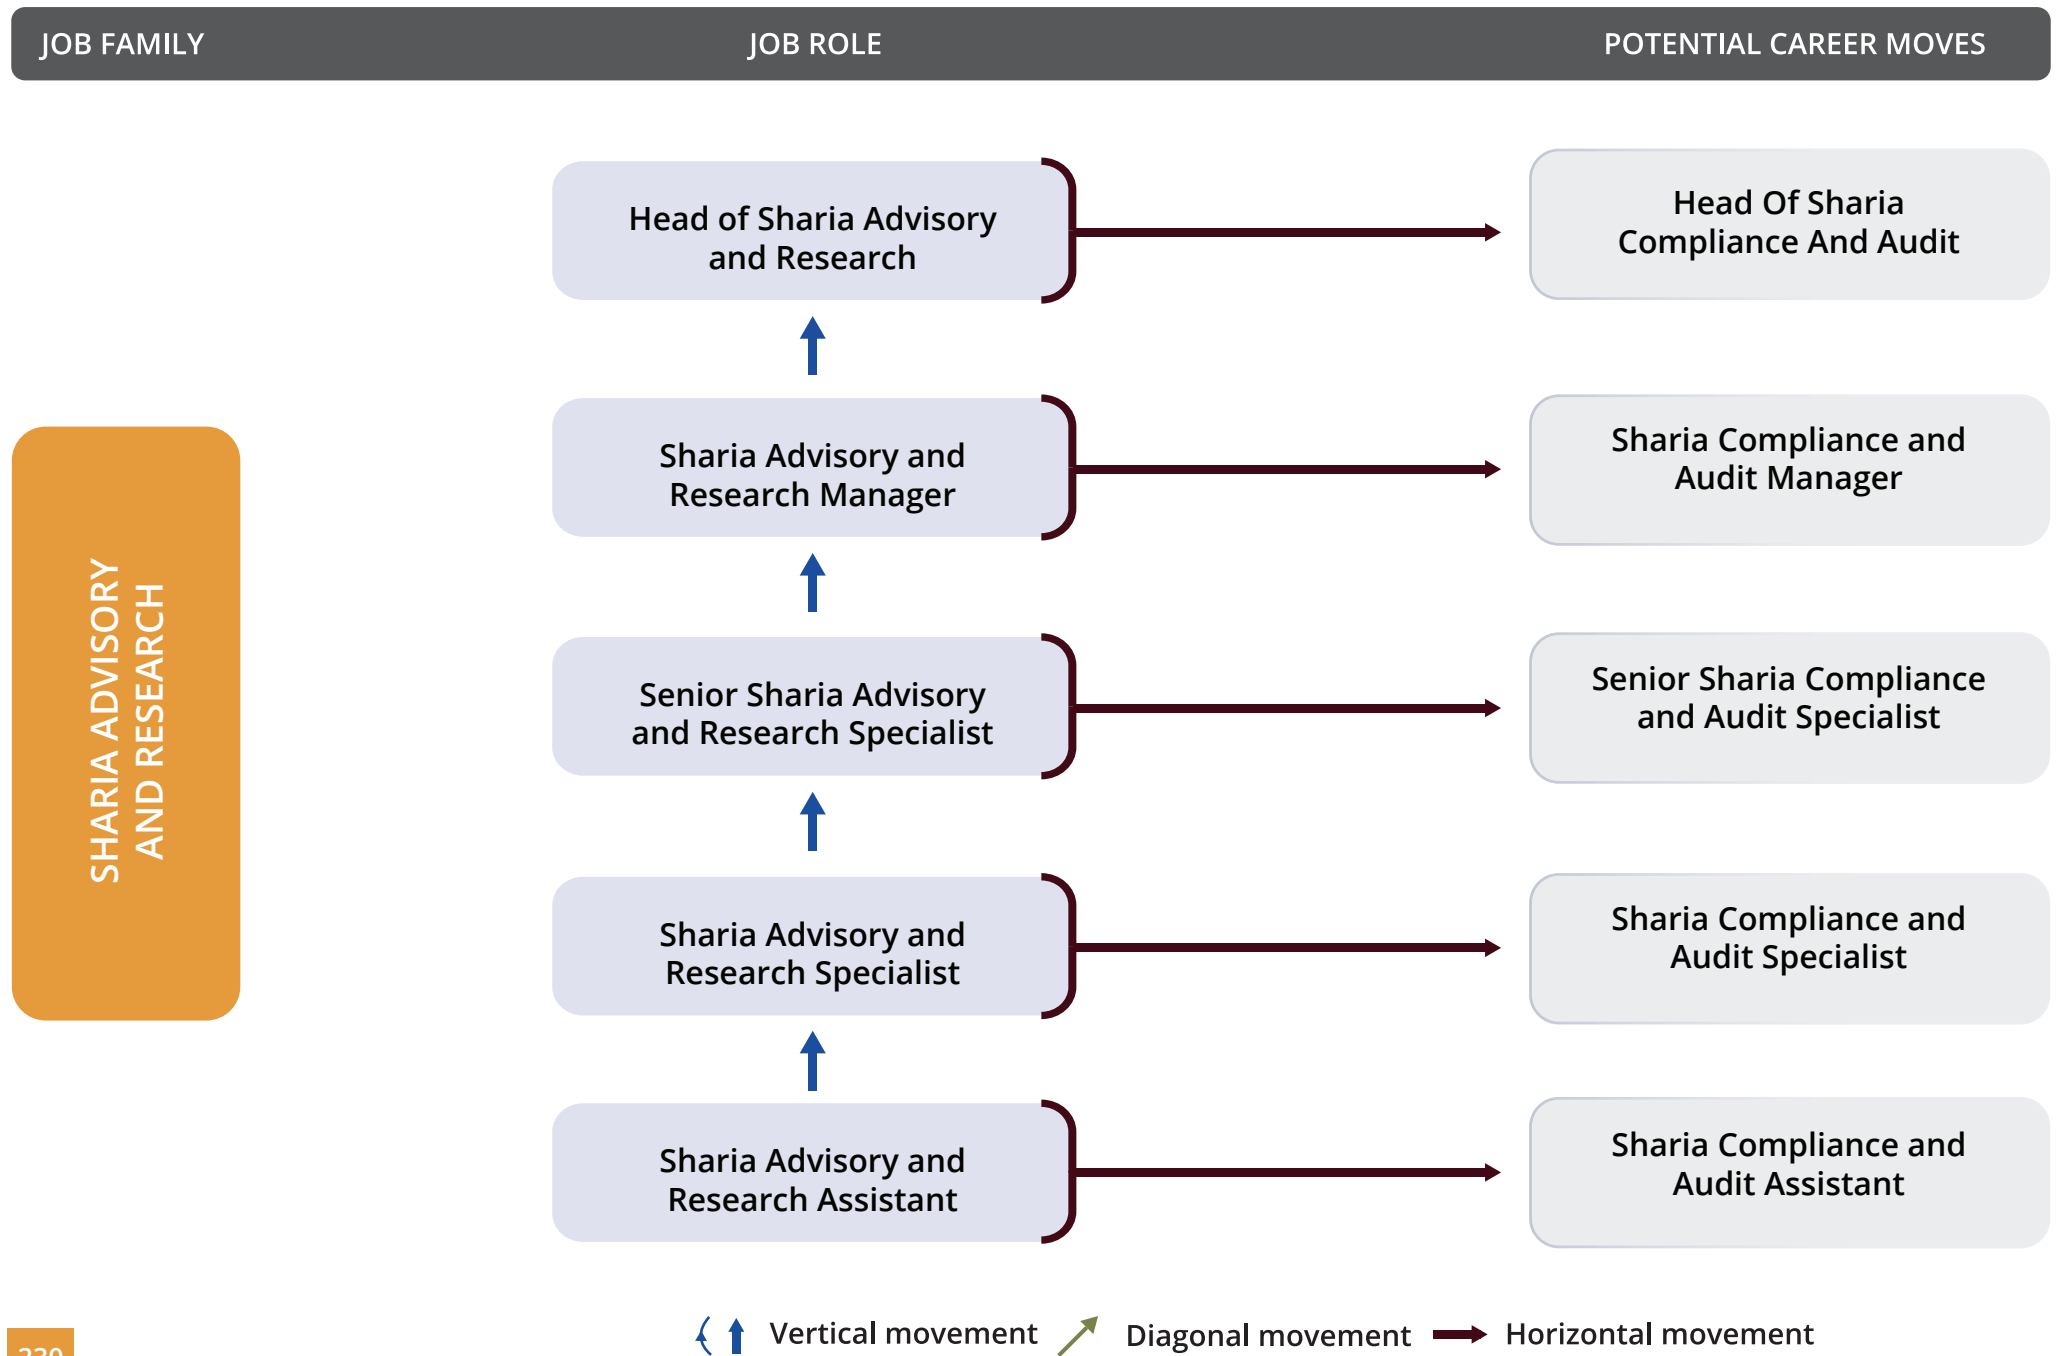 JOB FAMILY
JOB ROLE
POTENTIAL CAREER MOVES
SHARIA ADVISORY
AND RESEARCH
Head of Sharia Advisory
and Research
Head Of Sharia
Compliance And Audit
Sharia Advisory and
Research Manager
Sharia Compliance and
Audit Manager
Senior Sharia Advisory
and Research Specialist
Senior Sharia Compliance
and Audit Specialist
Sharia Advisory and
Research Specialist
Sharia Compliance and
Audit Specialist
Sharia Advisory and
Research Assistant
Sharia Compliance and
Audit Assistant
Vertical movement
Diagonal movement
Horizontal movement